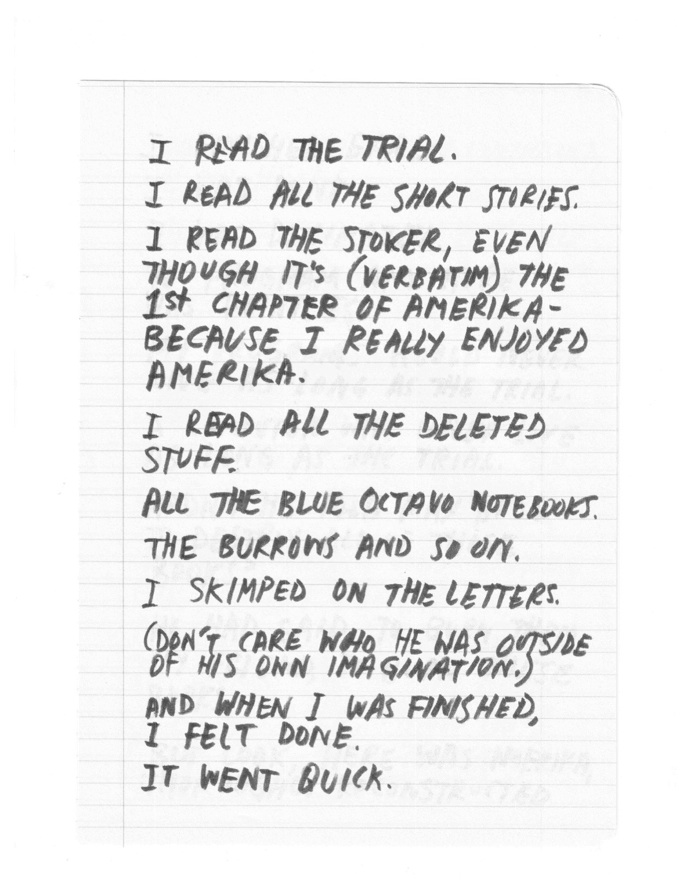 I READ THE TRIAL.
I READ ALL THE SHORT STORIES.
I READ THE STOKER, EVEN
THOUGH IT'S (VERBATIM) THE
1st CHAPTER OF AMERIKA-
BECAUSE I REALLY ENJOYED
AMERIKA.
I READ ALL THE DELETED
STUFF.
ALL THE BLUE OCTAVO NOTEBOOKS.
THE BURROWS AND SO ON.
I SKIMPED ON THE LETTERS.
(DON'T CARE WHO HE WAS OUTSIDE
OF HIS OWN IMAGINATION.)
AND WHEN I WAS FINISHED,
I FELT DONE.
IT WENT QUICK.